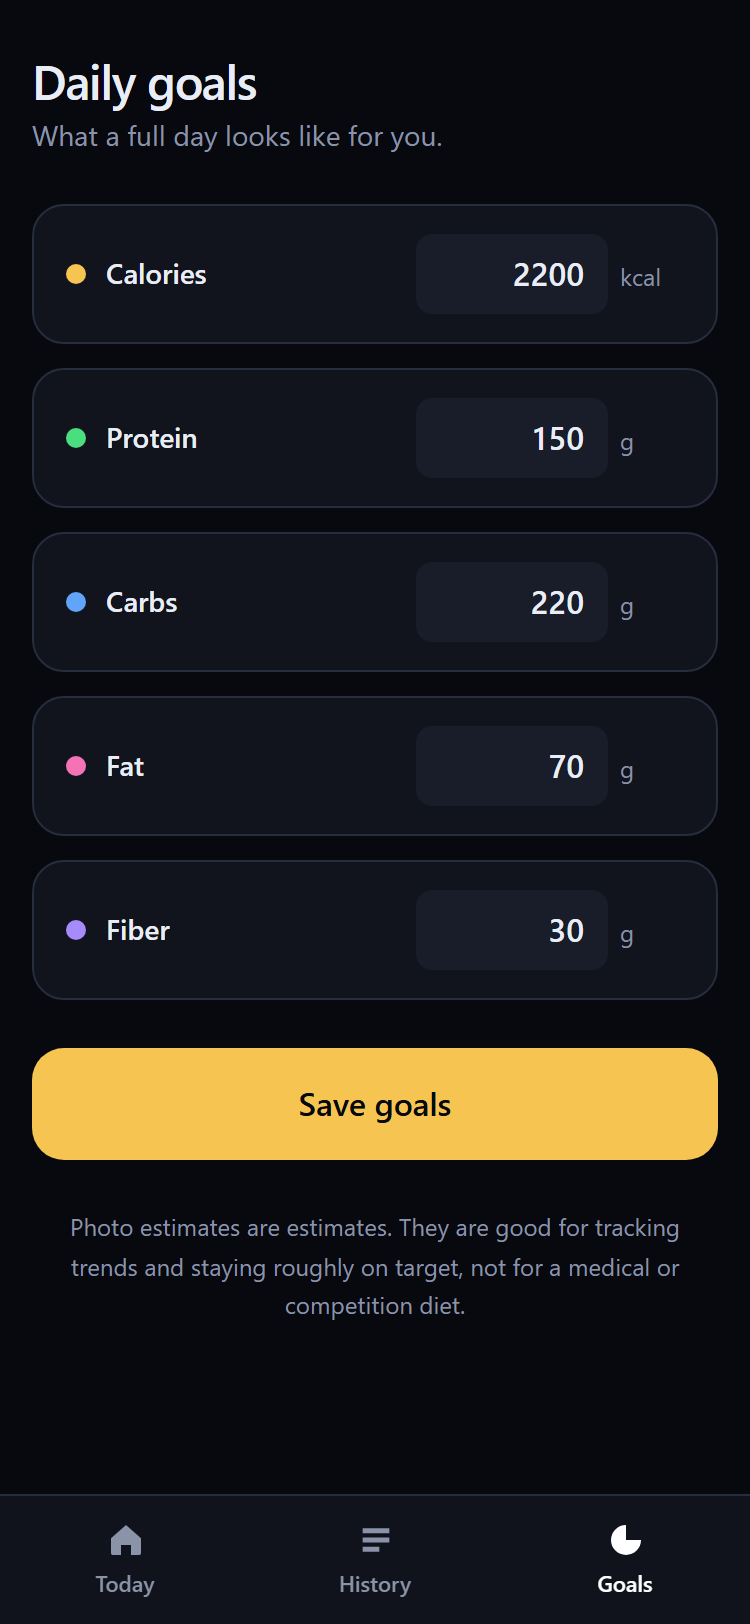 Daily goals
What a full day looks like for you.
Calories 2200 kcal
Protein 150 g
Carbs 220 g
Fat 70 g
Fiber 30 g
Save goals
Photo estimates are estimates. They are good for tracking
trends and staying roughly on target, not for a medical or
competition diet.
Today History Goals